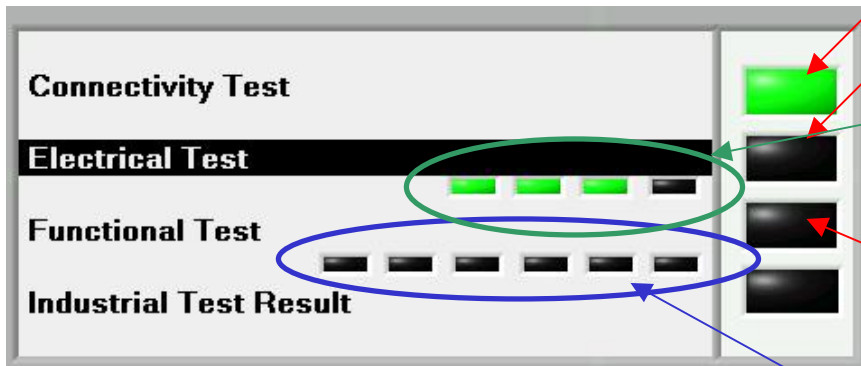 Connectivity Test
Electrical Test
Functional Test
Industrial Test Result